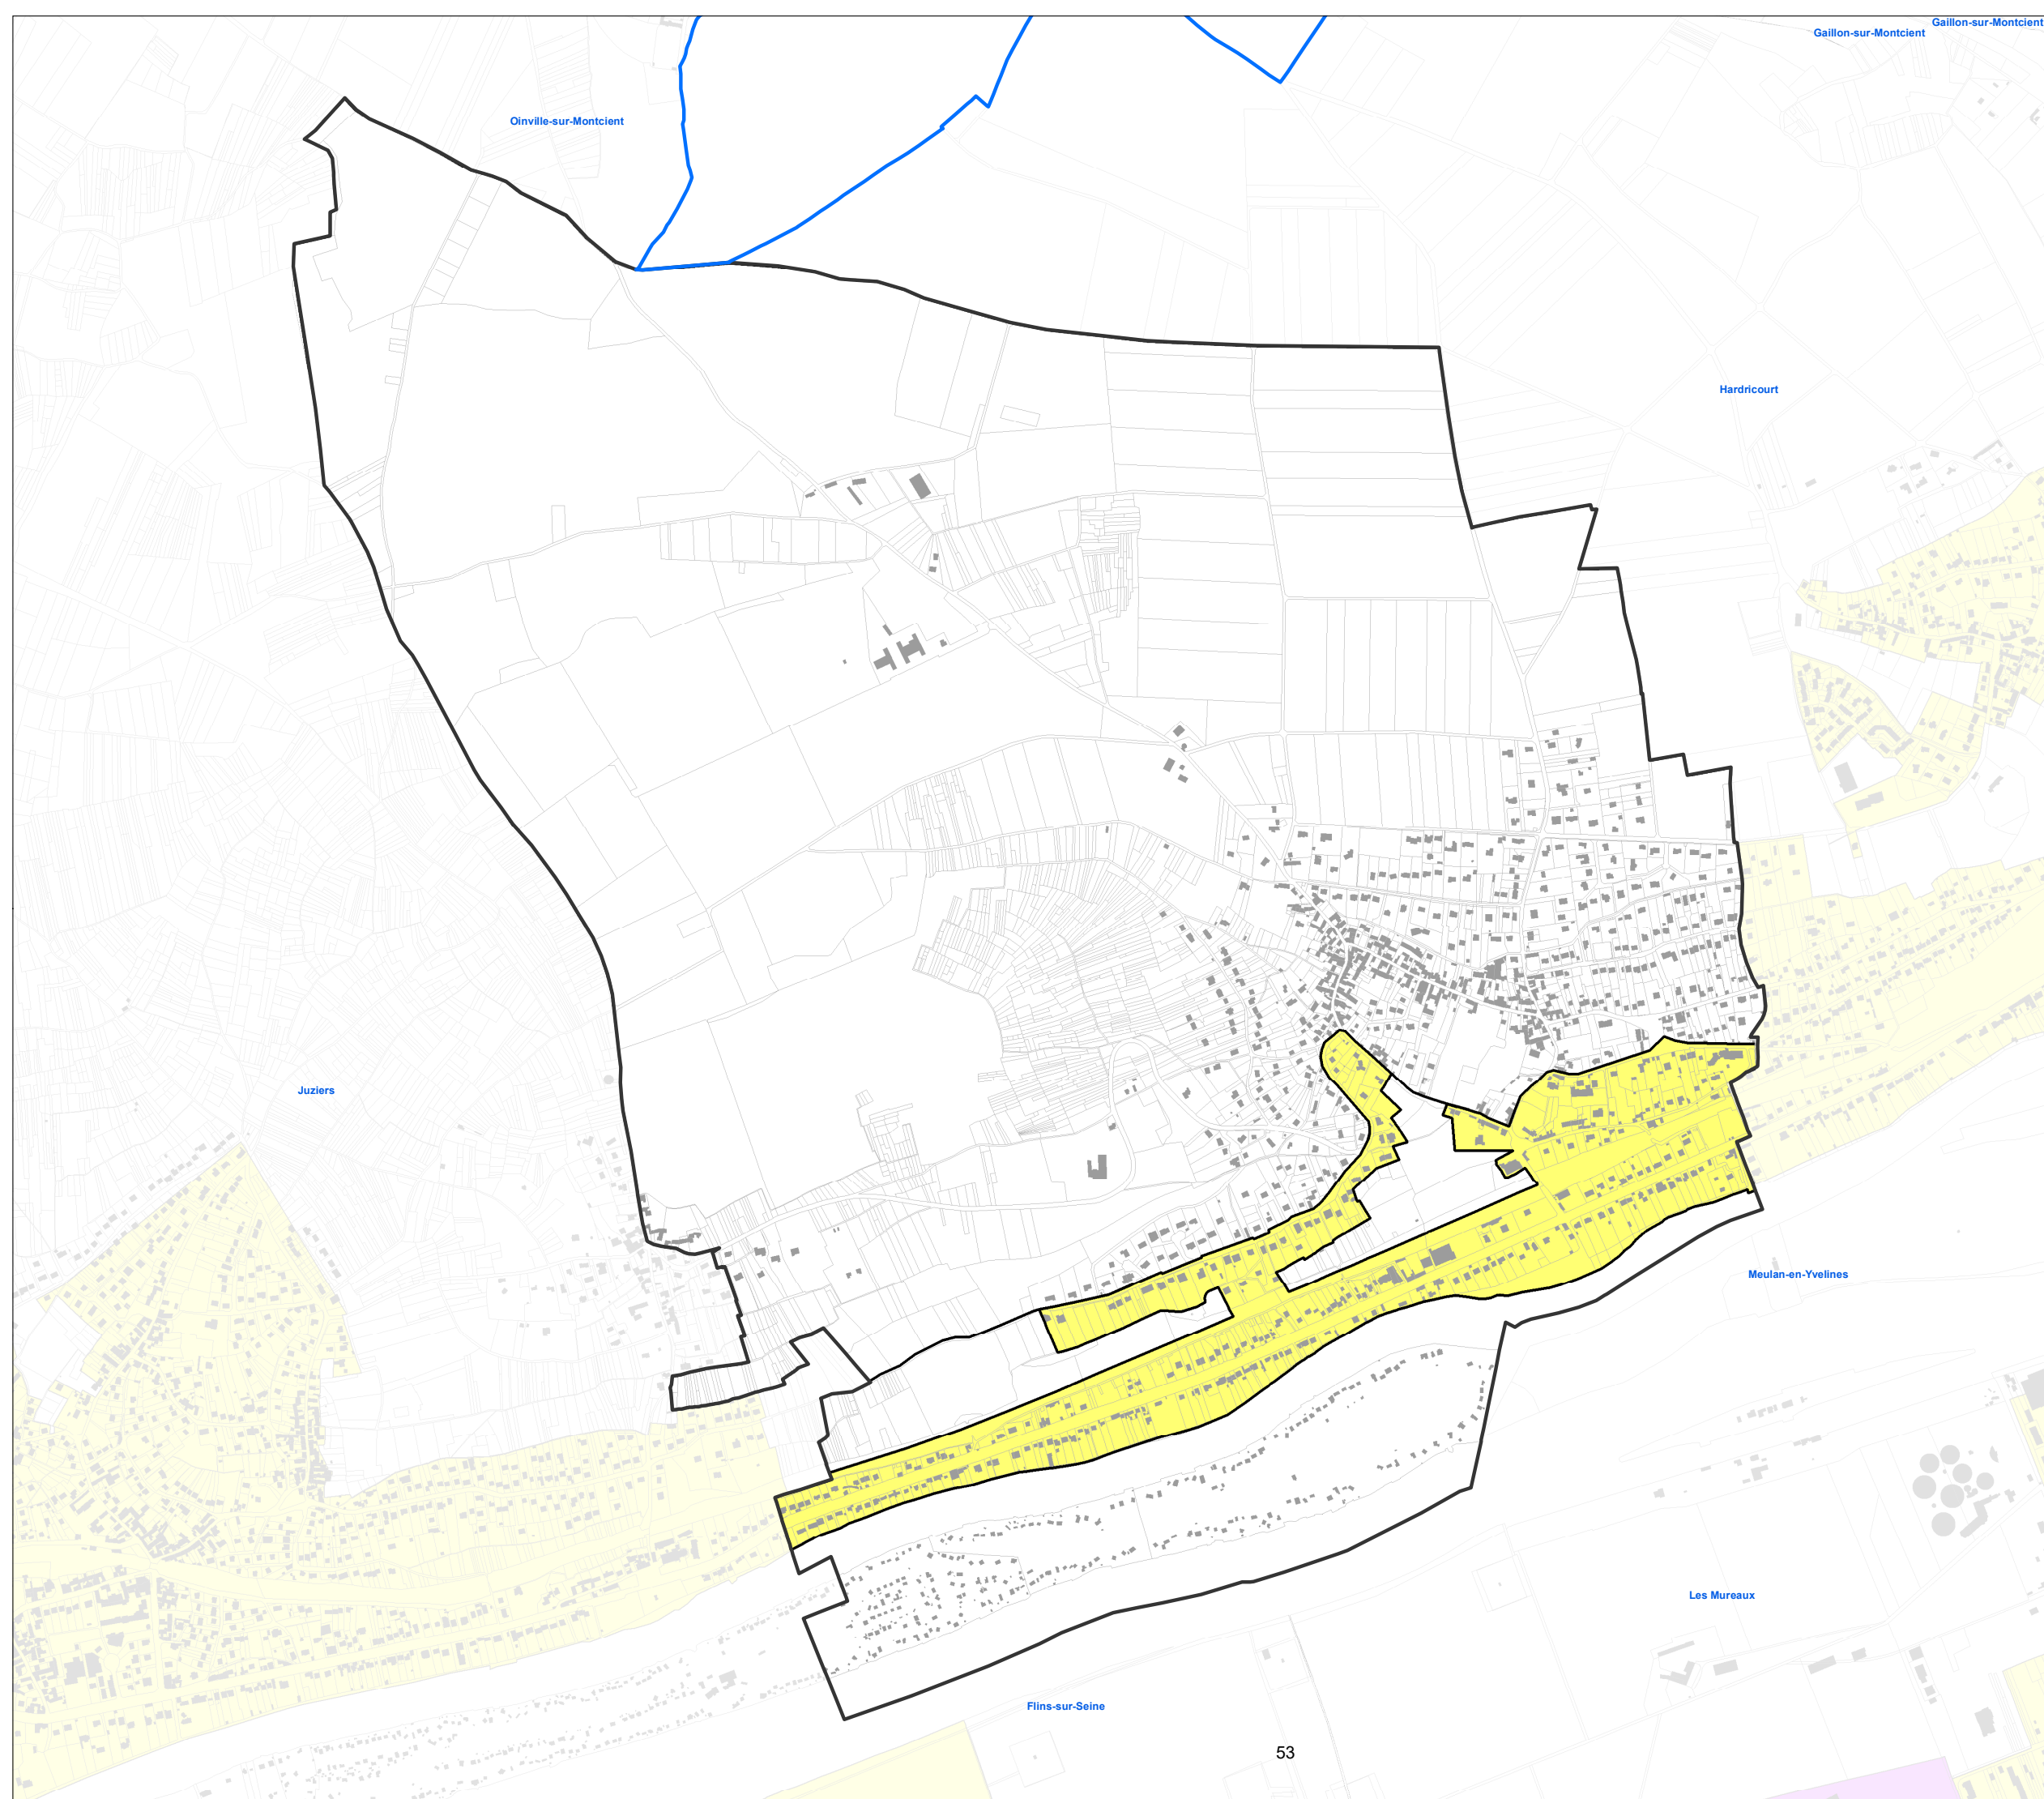 Gaillon-sur-Montcient
Gaillon-sur-Montcient
Oinville-sur-Montcient
Hardricourt
Juziers
Meulan-en-Yvelines
Les Mureaux
Flins-sur-Seine
53